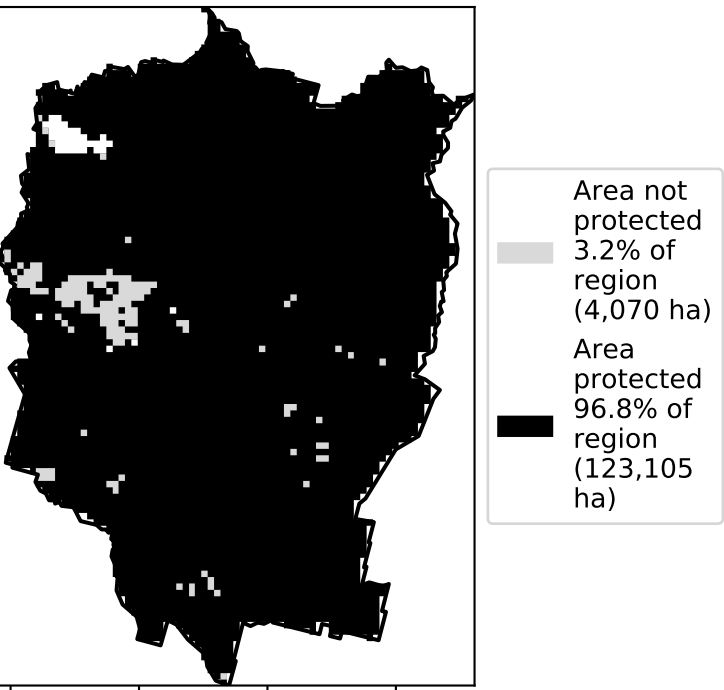 Area not
protected
3.2% of
region
(4,070 ha)
Area
protected
96.8% of
region
(123,105
ha)